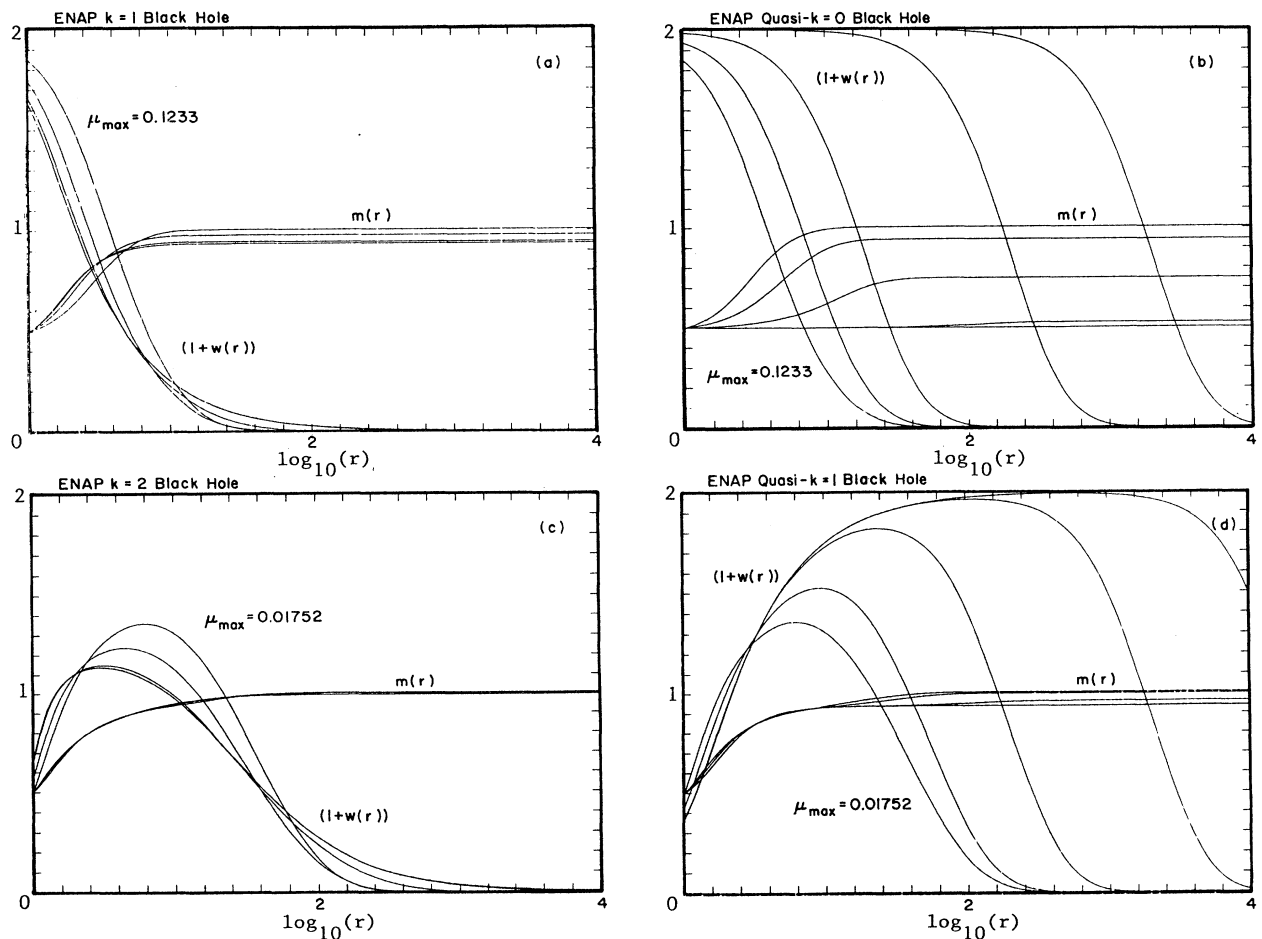 ENAP k = 1 Black Hole
2
(a)
μmax = 0.1233
1
m(r)
(1+w(r))
0
2
4
log10(r)
ENAP Quasi-k = 0 Black Hole
2
(1+w(r))
(b)
1
m(r)
μmax = 0.1233
0
2
4
log10(r)
ENAP k = 2 Black Hole
2
(c)
μmax = 0.01752
1
m(r)
(1+w(r))
0
2
4
log10(r)
ENAP Quasi-k = 1 Black Hole
2
(d)
(1+w(r))
1
m(r)
μmax = 0.01752
0
2
4
log10(r)